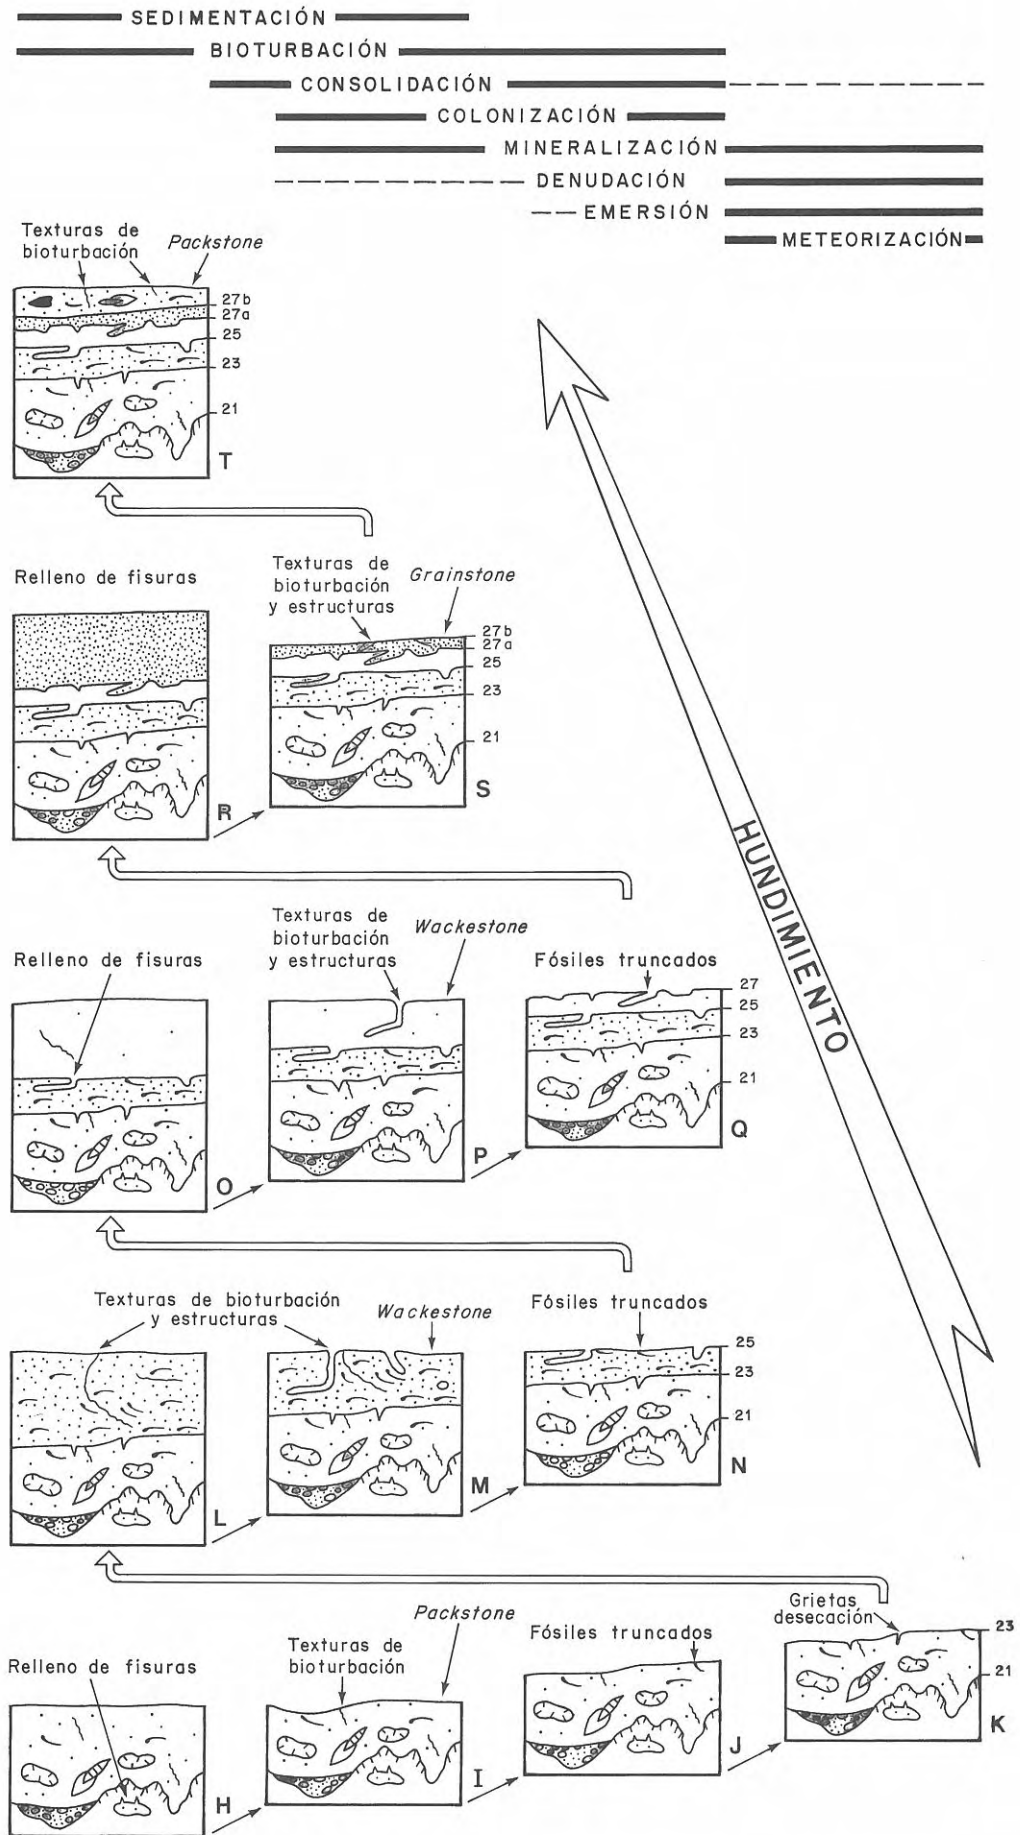 SEDIMENTACIÓN
BIOTURBACIÓN
CONSOLIDACIÓN
COLONIZACIÓN
MINERALIZACIÓN
DENUDACIÓN
EMERSIÓN
METEORIZACIÓN
Texturas de
bioturbación
Packstone
27b
27a
25
23
21
T
Relleno de fisuras
R
Texturas de
bioturbación
y estructuras
Grainstone
27b
27a
25
23
21
S
HUNDIMIENTO
Relleno de fisuras
O
Texturas de
bioturbación
y estructuras
Wackestone
P
Fósiles truncados
27
25
23
21
Q
Texturas de bioturbación
y estructuras
L
Wackestone
M
Fósiles truncados
25
23
21
N
Relleno de fisuras
H
Texturas de
bioturbación
Packstone
I
Fósiles truncados
J
Grietas
desecación
23
21
K